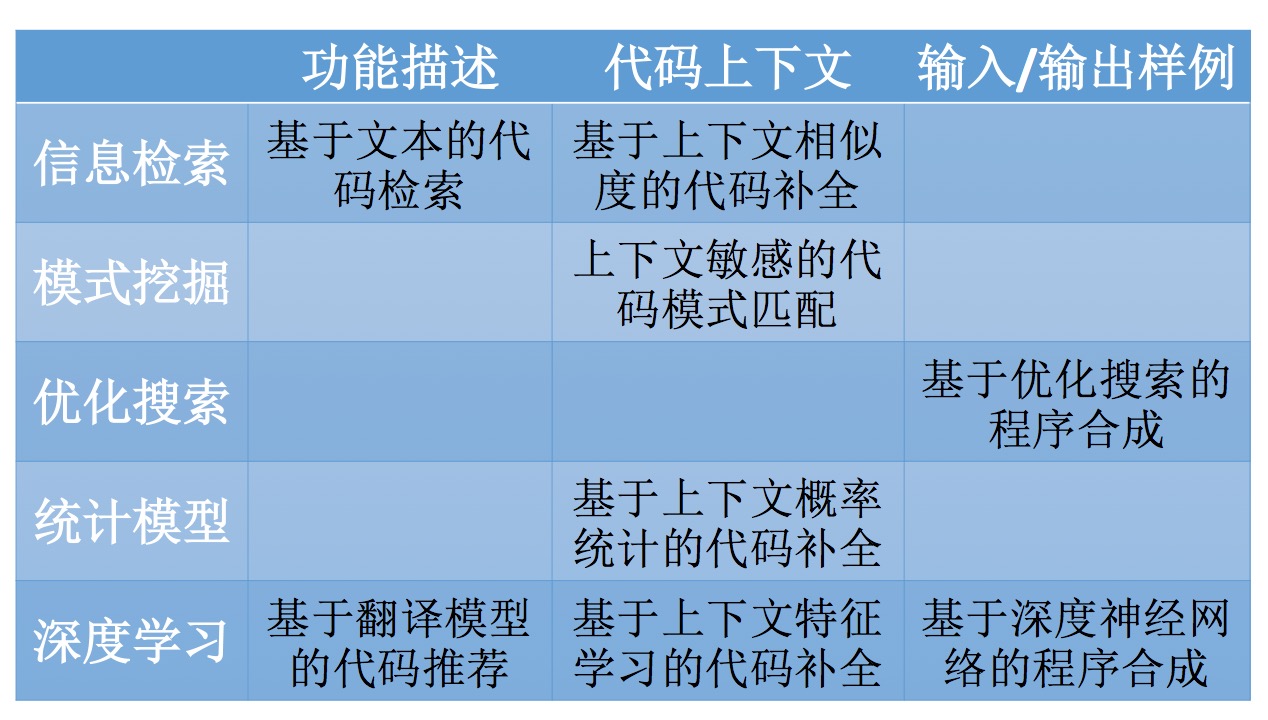 功能描述 代码上下文 输入/输出样例
信息检索
基于文本的代
码检索
基于上下文相似
度的代码补全
模式挖掘
上下文敏感的代
码模式匹配
优化搜索
基于优化搜索的
程序合成
统计模型
基于上下文概率
统计的代码补全
深度学习
基于翻译模型
的代码推荐
基于上下文特征
学习的代码补全
基于深度神经网
络的程序合成